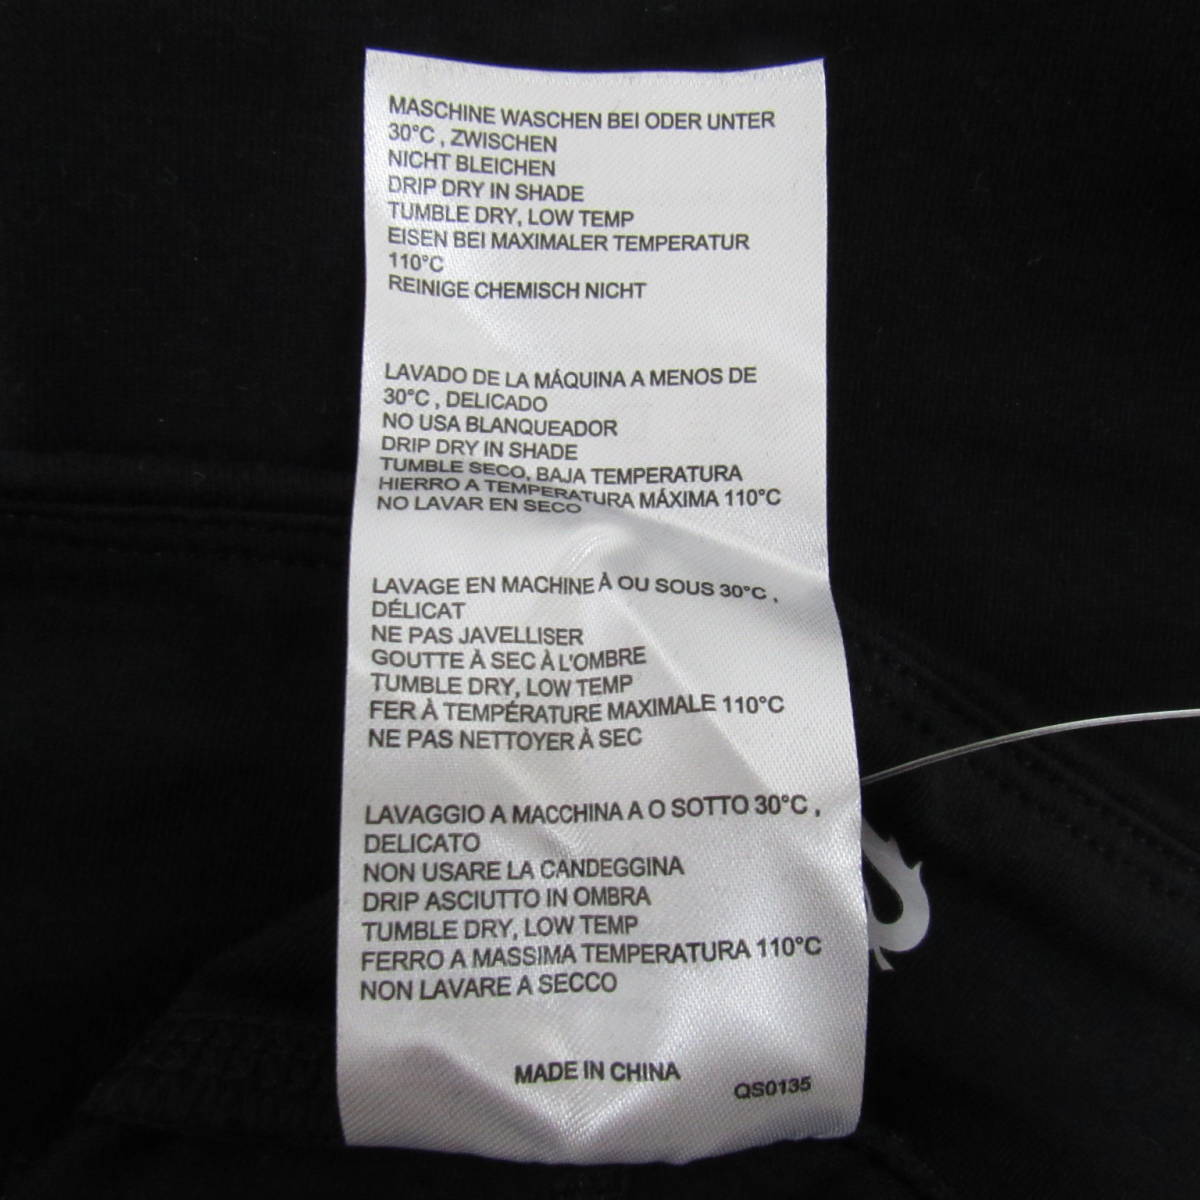 MASCHINE WASCHEN BEI ODER UNTER
30°C , ZWISCHEN
NICHT BLEICHEN
DRIP DRY IN SHADE
TUMBLE DRY, LOW TEMP
EISEN BEI MAXIMALER TEMPERATUR
110°C
REINIGE CHEMISCH NICHT
LAVADO DE LA MÁQUINA A MENOS DE
30°C , DELICADO
NO USA BLANQUEADOR
DRIP DRY IN SHADE
TUMBLE SECO, BAJA TEMPERATURA
HIERRO A TEMPERATURA MÁXIMA 110°C
NO LAVAR EN SECO
LAVAGE EN MACHINE À OU SOUS 30°C ,
DÉLICAT
NE PAS JAVELLISER
GOUTTE À SEC À L'OMBRE
TUMBLE DRY, LOW TEMP
FER À TEMPÉRATURE MAXIMALE 110°C
NE PAS NETTOYER À SEC
LAVAGGIO A MACCHINA A O SOTTO 30°C ,
DELICATO
NON USARE LA CANDEGGINA
DRIP ASCIUTTO IN OMBRA
TUMBLE DRY, LOW TEMP
FERRO A MASSIMA TEMPERATURA 110°C
NON LAVARE A SECCO
MADE IN CHINA
QS0135